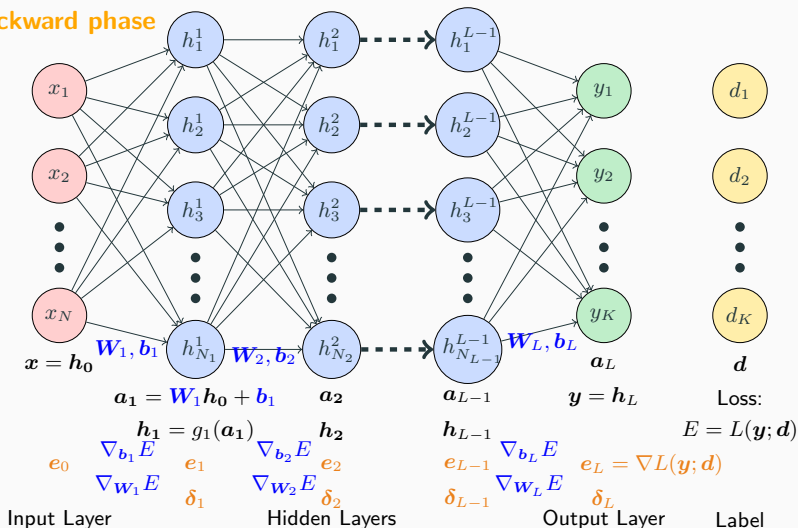 ckward phase
h_1^1 h_1^2 h_1^{L-1}
x_1 y_1 d_1
h_2^1 h_2^2 h_2^{L-1}
x_2 y_2 d_2
h_3^1 h_3^2 h_3^{L-1}
x_N y_K d_K
h_{N_1}^1 h_{N_2}^2 h_{N_{L-1}}^{L-1}
W_1, b_1 W_2, b_2 W_L, b_L
x = h_0 a_L d
a_1 = W_1 h_0 + b_1 a_2 a_{L-1} y = h_L Loss:
h_1 = g_1(a_1) h_2 h_{L-1} E = L(y; d)
∇_{b_1}E ∇_{b_2}E ∇_{b_L}E
e_0 e_1 e_2 e_{L-1} e_L = ∇L(y; d)
∇_{W_1}E ∇_{W_2}E ∇_{W_L}E
δ_1 δ_2 δ_{L-1} δ_L
Input Layer Hidden Layers Output Layer Label